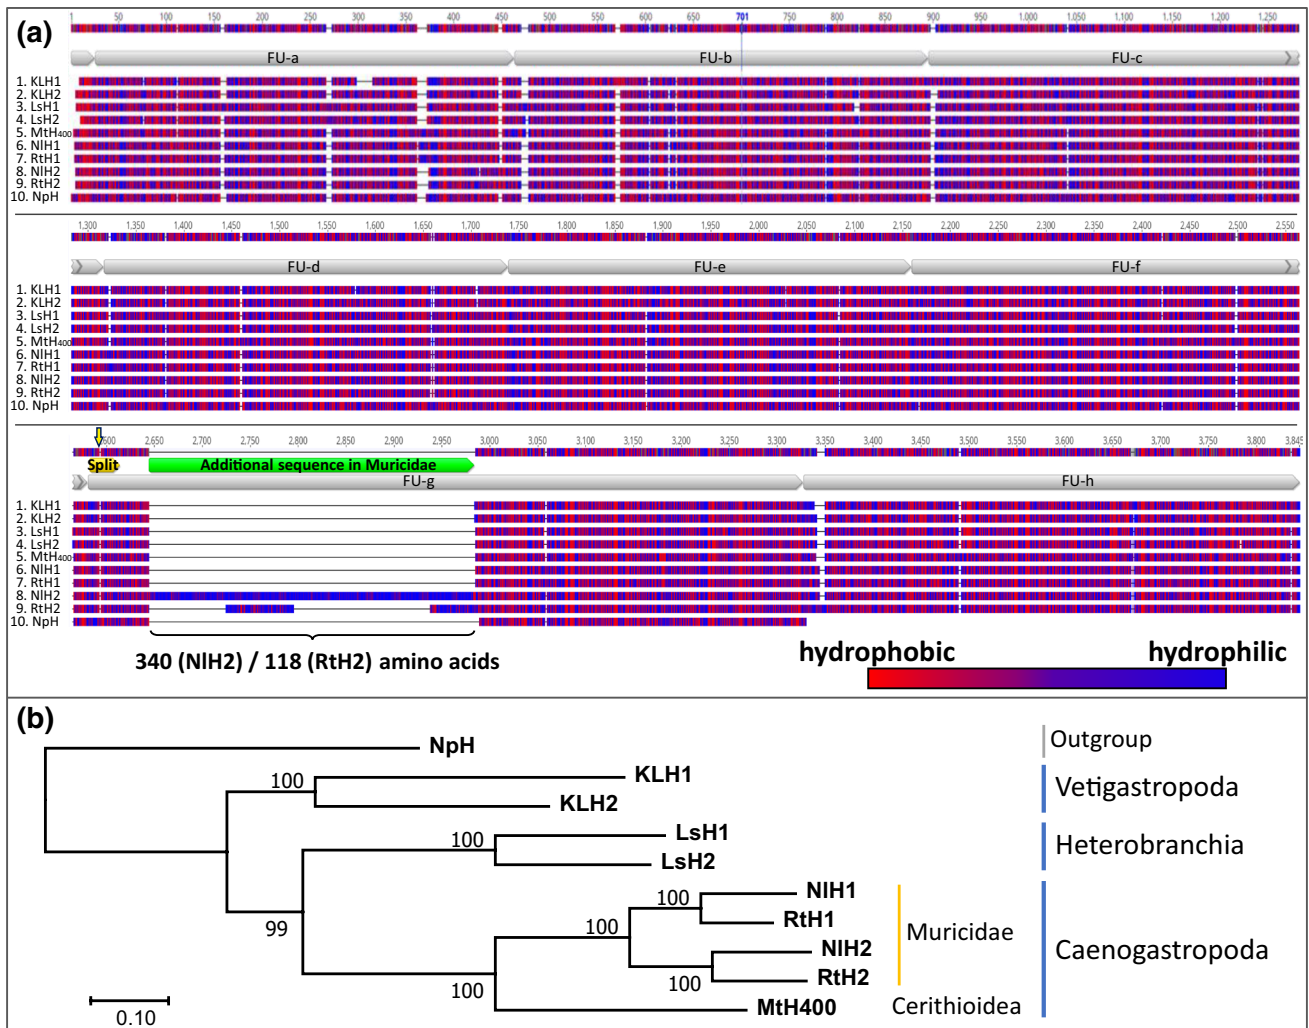 (a)
1 50 100 150 200 250 300 350 400 450 500 550 600 650 701 750 800 850 900 950 1,000 1,050 1,100 1,150 1,200 1,250
FU-a FU-b FU-c
1. KLH1
2. KLH2
3. LsH1
4. LsH2
5. MtH400
6. NlH1
7. RtH1
8. NlH2
9. RtH2
10. NpH
1,300 1,350 1,400 1,450 1,500 1,550 1,600 1,650 1,700 1,750 1,800 1,850 1,900 1,950 2,000 2,050 2,100 2,150 2,200 2,250 2,300 2,350 2,400 2,450 2,500 2,550
FU-d FU-e FU-f
1. KLH1
2. KLH2
3. LsH1
4. LsH2
5. MtH400
6. NlH1
7. RtH1
8. NlH2
9. RtH2
10. NpH
2,650 2,700 2,750 2,800 2,850 2,900 2,950 3,000 3,050 3,100 3,150 3,200 3,250 3,300 3,350 3,400 3,450 3,500 3,550 3,600 3,650 3,700 3,750 3,800 3,845
Split Additional sequence in Muricidae
FU-g FU-h
1. KLH1
2. KLH2
3. LsH1
4. LsH2
5. MtH400
6. NlH1
7. RtH1
8. NlH2
9. RtH2
10. NpH
340 (NlH2) / 118 (RtH2) amino acids
hydrophobic hydrophilic
(b)
NpH Outgroup
100 KLH1
KLH2 Vetigastropoda
100 LsH1
LsH2 Heterobranchia
99
100 NlH1
RtH1
100
NlH2 Muricidae
100 RtH2
Caenogastropoda
100 MtH400 Cerithioidea
0.10